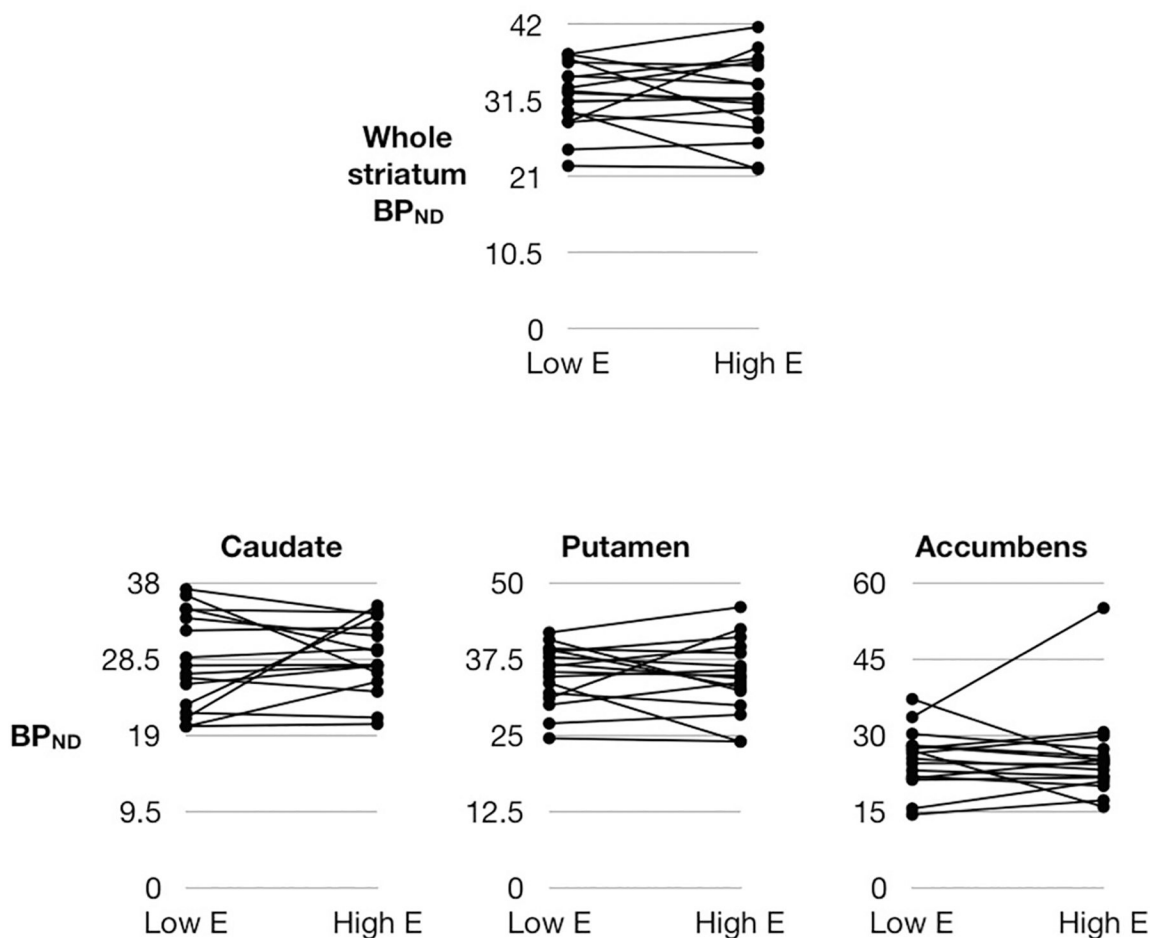 42
31.5
Whole
striatum
BPND
21
10.5
0
Low E High E
Caudate Putamen Accumbens
38 50 60
28.5 37.5 45
BPND
19 25 30
9.5 12.5 15
0 0 0
Low E High E Low E High E Low E High E